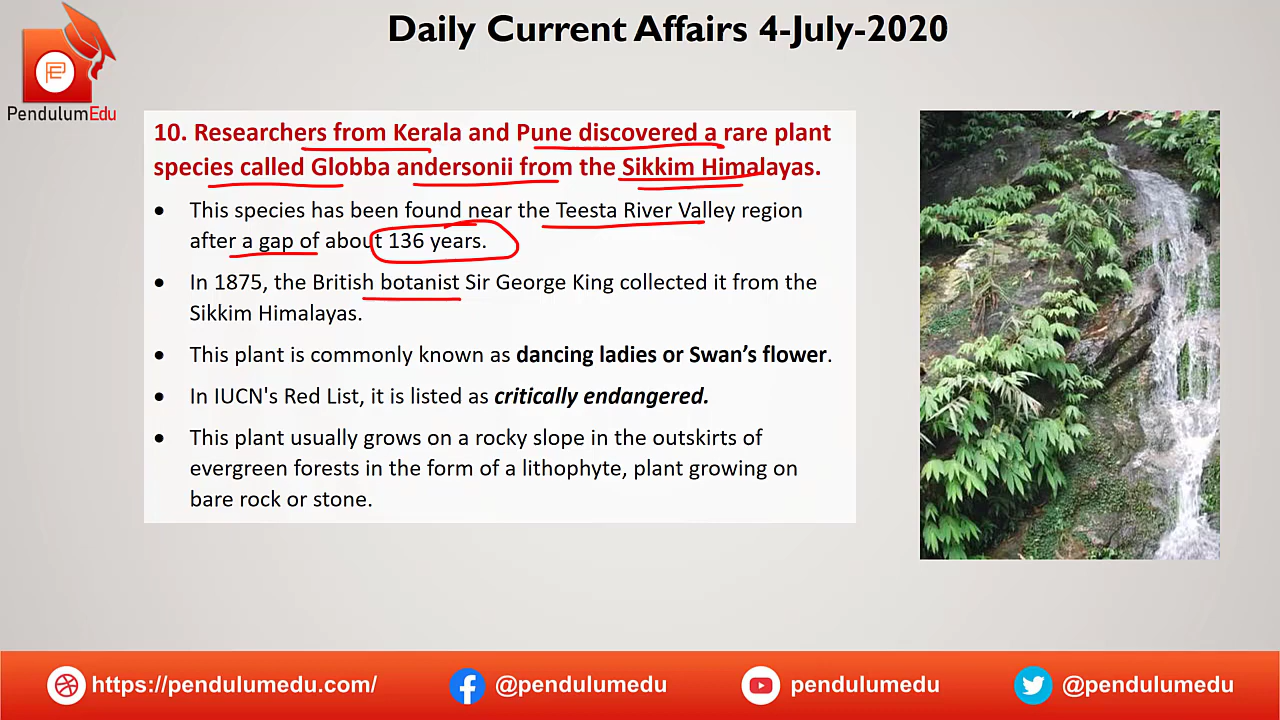 Daily Current Affairs 4-July-2020
PendulumEdu
10. Researchers from Kerala and Pune discovered a rare plant
species called Globba andersonii from the Sikkim Himalayas.
• This species has been found near the Teesta River Valley region
after a gap of about 136 years.
• In 1875, the British botanist Sir George King collected it from the
Sikkim Himalayas.
• This plant is commonly known as dancing ladies or Swan’s flower.
• In IUCN's Red List, it is listed as critically endangered.
• This plant usually grows on a rocky slope in the outskirts of
evergreen forests in the form of a lithophyte, plant growing on
bare rock or stone.
https://pendulumedu.com/ @pendulumedu pendulumedu @pendulumedu